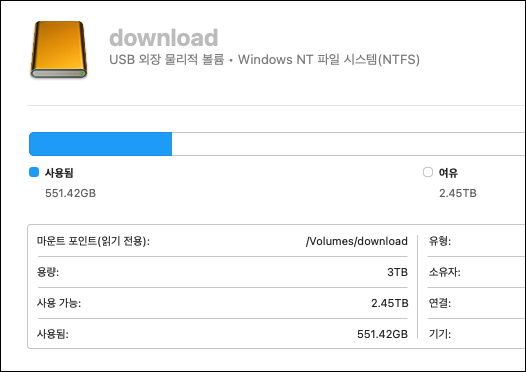 download
USB 외장 물리적 볼륨 • Windows NT 파일 시스템(NTFS)
사용됨
551.42GB
여유
2.45TB
마운트 포인트(읽기 전용): /Volumes/download
유형:
용량: 3TB
소유자:
사용 가능: 2.45TB
연결:
사용됨: 551.42GB
기기: